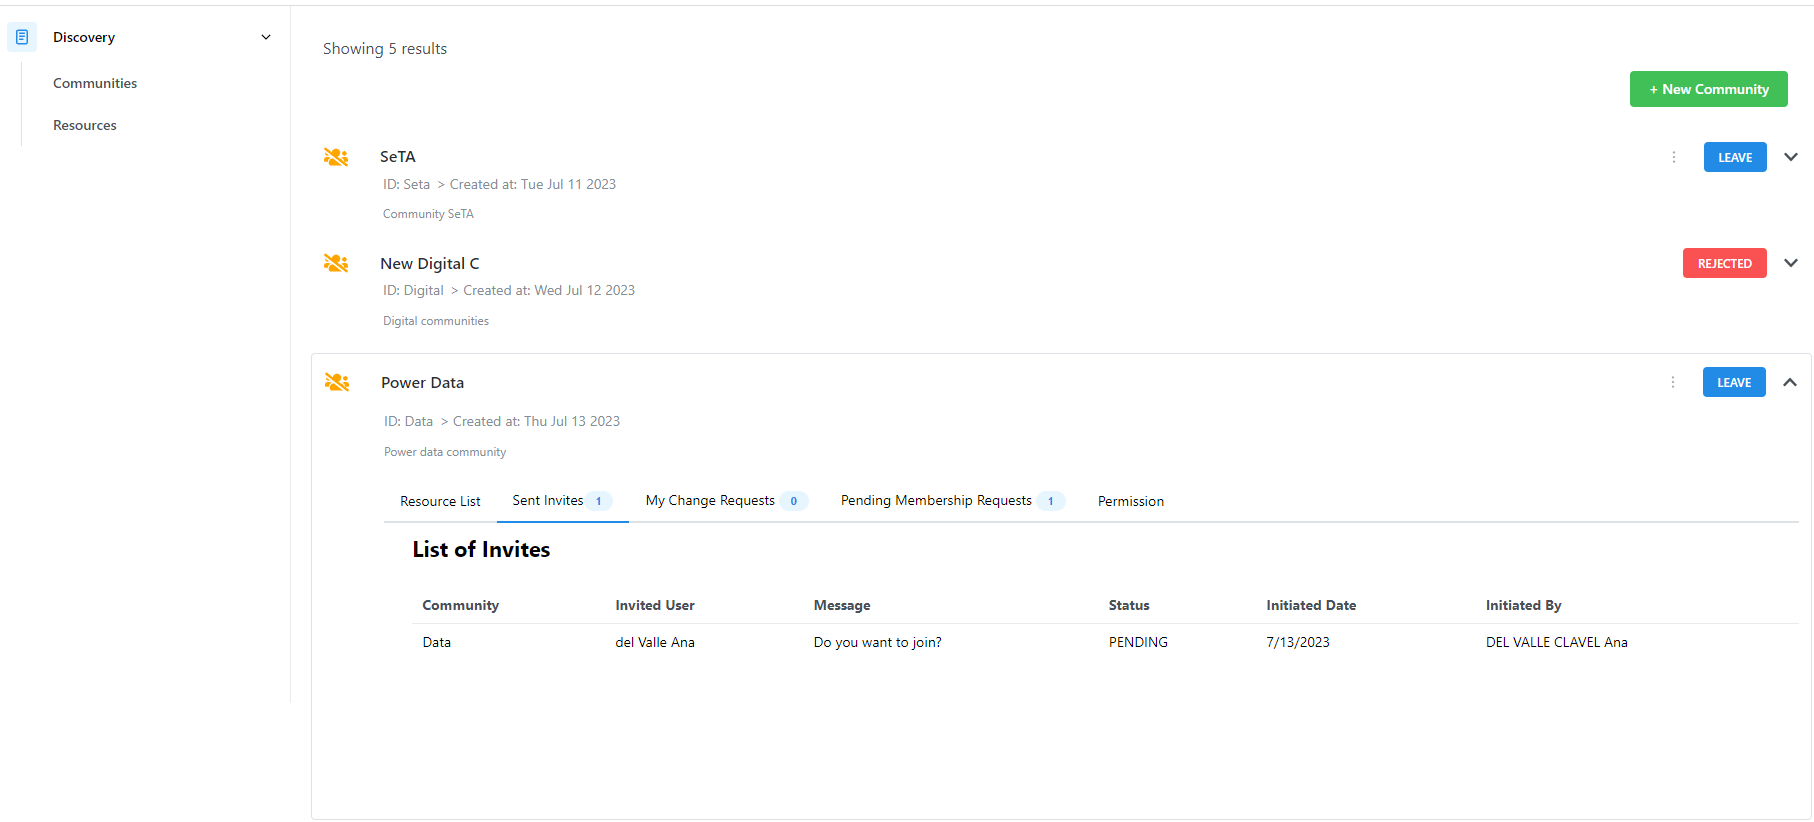 Discovery
Communities
Resources
Showing 5 results
+ New Community
SeTA
LEAVE
ID: Seta > Created at: Tue Jul 11 2023
Community SeTA
New Digital C
REJECTED
ID: Digital > Created at: Wed Jul 12 2023
Digital communities
Power Data
LEAVE
ID: Data > Created at: Thu Jul 13 2023
Power data community
Resource List Sent Invites 1 My Change Requests 0 Pending Membership Requests 1 Permission
List of Invites
Community Invited User Message Status Initiated Date Initiated By
Data del Valle Ana Do you want to join? PENDING 7/13/2023 DEL VALLE CLAVEL Ana